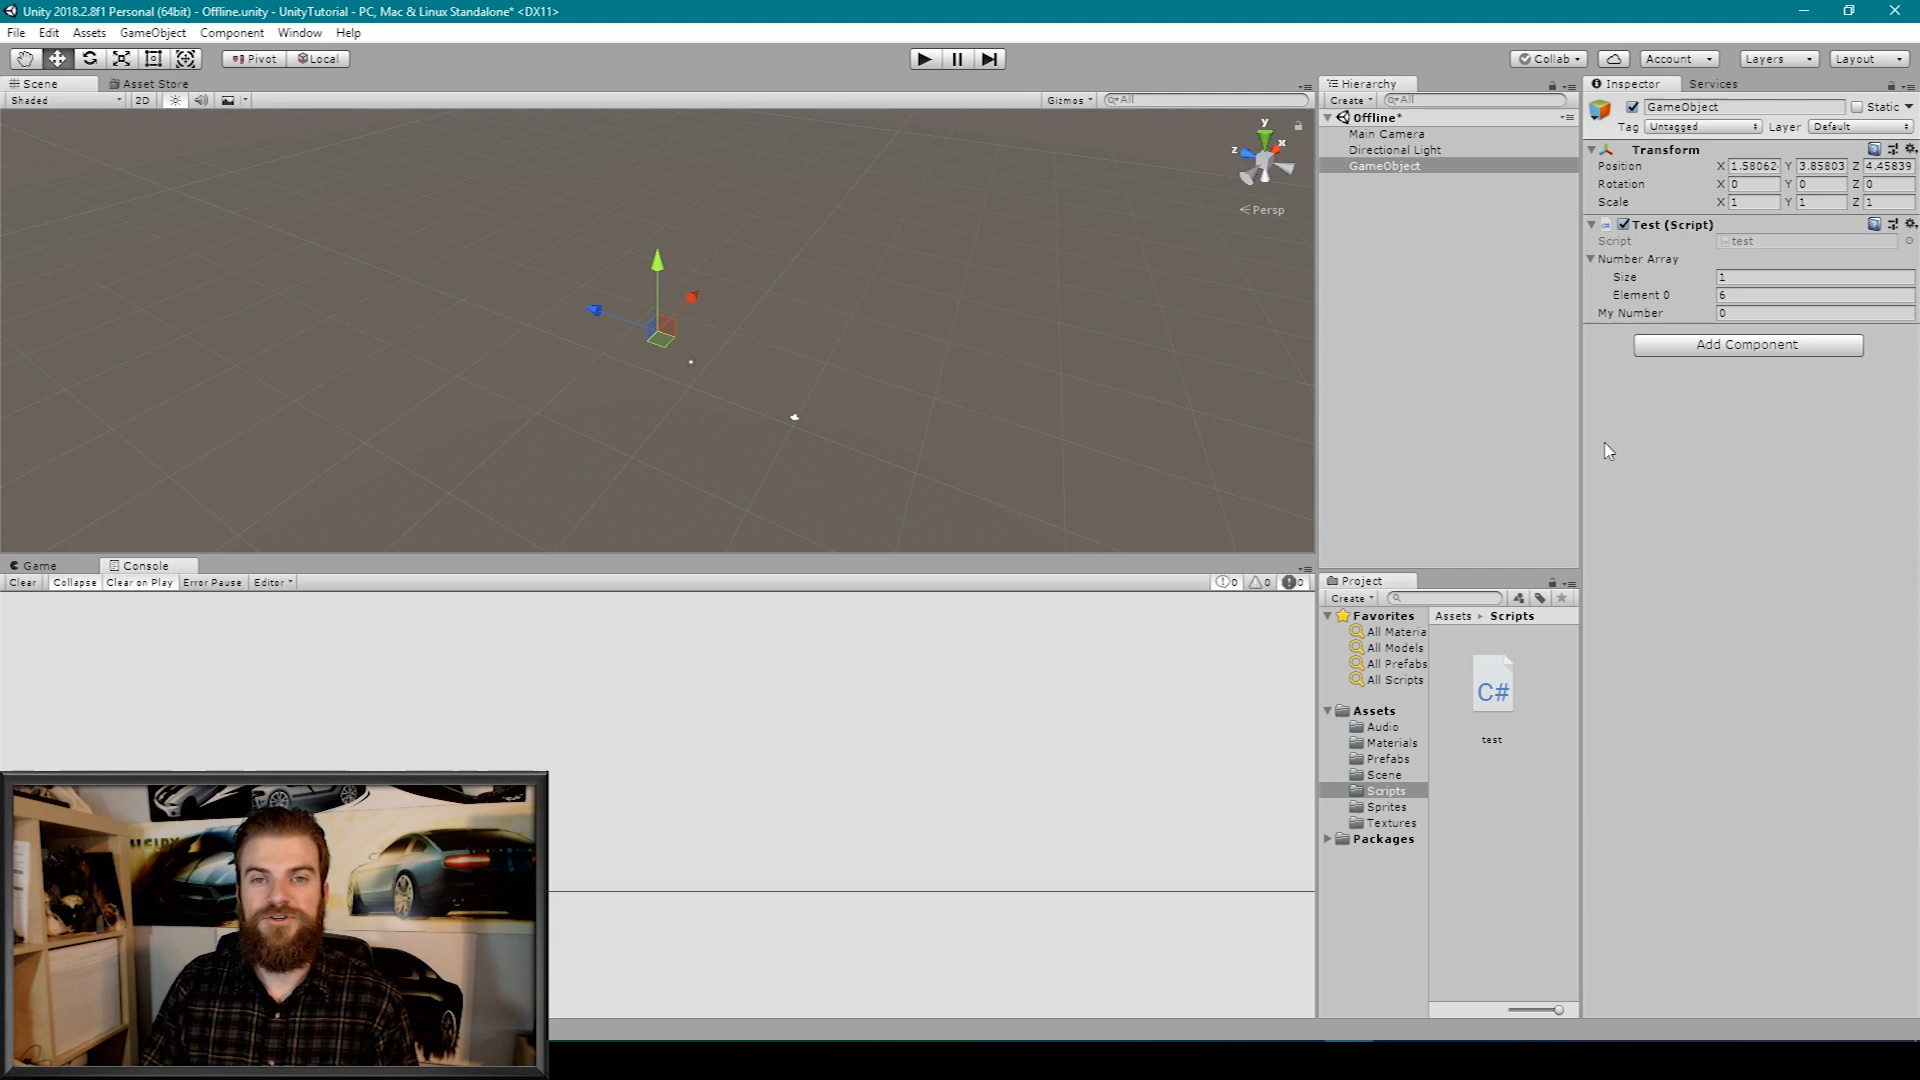 Unity 2018.2.8f1 Personal (64bit) - Offline.unity - UnityTutorial - PC, Mac & Linux Standalone* <DX11>
File Edit Assets GameObject Component Window Help
Pivot Local
Collab Account Layers Layout
Scene Asset Store
Shaded 2D Gizmos All
y
x
z
Persp
Hierarchy
Create All
Offline*
Main Camera
Directional Light
GameObject
Inspector Services
GameObject Static
Tag Untagged Layer Default
Transform
Position X 1.58062 Y 3.85803 Z 4.45839
Rotation X 0 Y 0 Z 0
Scale X 1 Y 1 Z 1
Test (Script)
Script test
Number Array
Size 1
Element 0 6
My Number 0
Add Component
Game Console
Clear Collapse Clear on Play Error Pause Editor 0 0 0
Project
Create
Favorites
All Materia
All Models
All Prefabs
All Scripts
Assets
Audio
Materials
Prefabs
Scene
Scripts
Sprites
Textures
Packages
Assets Scripts
C#
test